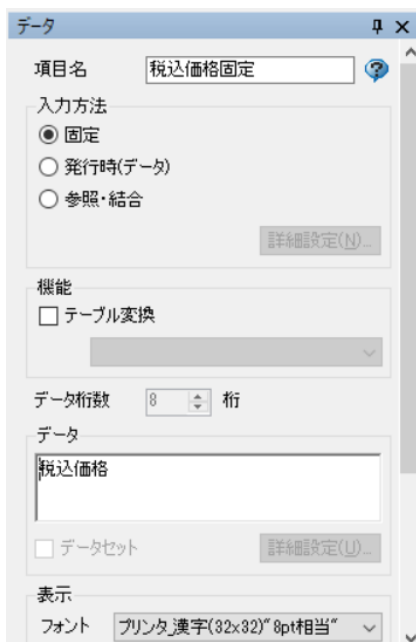 データ
項目名 税込価格固定
入力方法
固定
発行時(データ)
参照・結合
詳細設定(N)...
機能
テーブル変換
データ桁数 8 桁
データ
税込価格
データセット 詳細設定(U)...
表示
フォント プリンタ_漢字(32x32)"8pt相当"